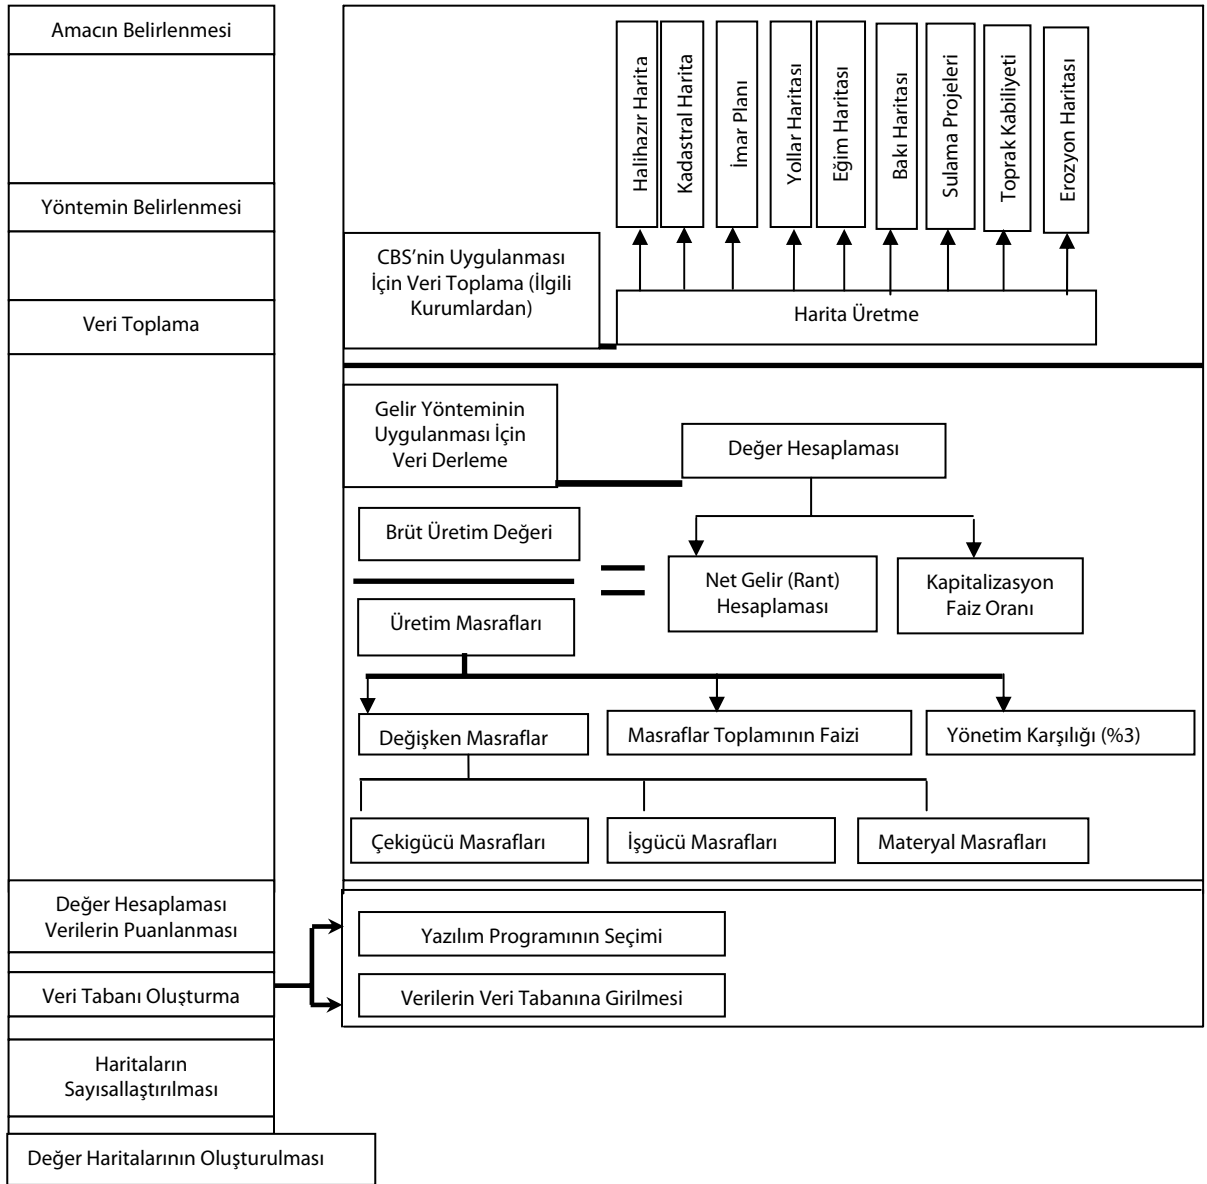 Amacın Belirlenmesi
Yöntemin Belirlenmesi
Veri Toplama
Değer Hesaplaması
Verilerin Puanlanması
Veri Tabanı Oluşturma
Haritaların
Sayısallaştırılması
Değer Haritalarının Oluşturulması
Halihazır Harita
Kadastral Harita
İmar Planı
Yollar Haritası
Eğim Haritası
Bakı Haritası
Sulama Projeleri
Toprak Kabiliyeti
Erozyon Haritası
CBS’nin Uygulanması
İçin Veri Toplama (İlgili
Kurumlardan)
Harita Üretme
Gelir Yönteminin
Uygulanması İçin
Veri Derleme
Değer Hesaplaması
Brüt Üretim Değeri
Üretim Masrafları
Net Gelir (Rant)
Hesaplaması
Kapitalizasyon
Faiz Oranı
Değişken Masraflar
Masraflar Toplamının Faizi
Yönetim Karşılığı (%3)
Çekigücü Masrafları
İşgücü Masrafları
Materyal Masrafları
Yazılım Programının Seçimi
Verilerin Veri Tabanına Girilmesi